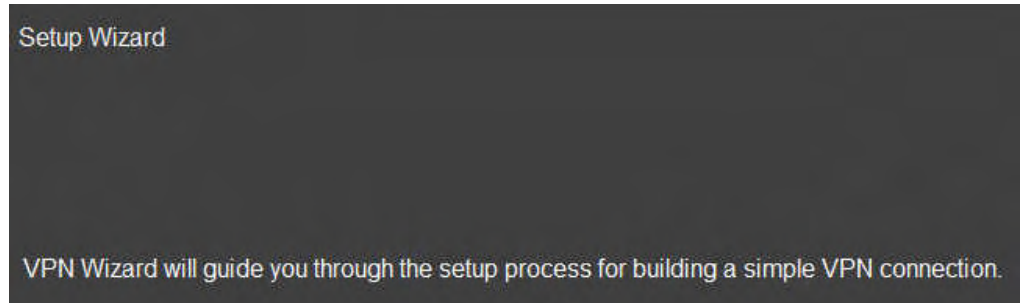 Setup Wizard
VPN Wizard will guide you through the setup process for building a simple VPN connection.